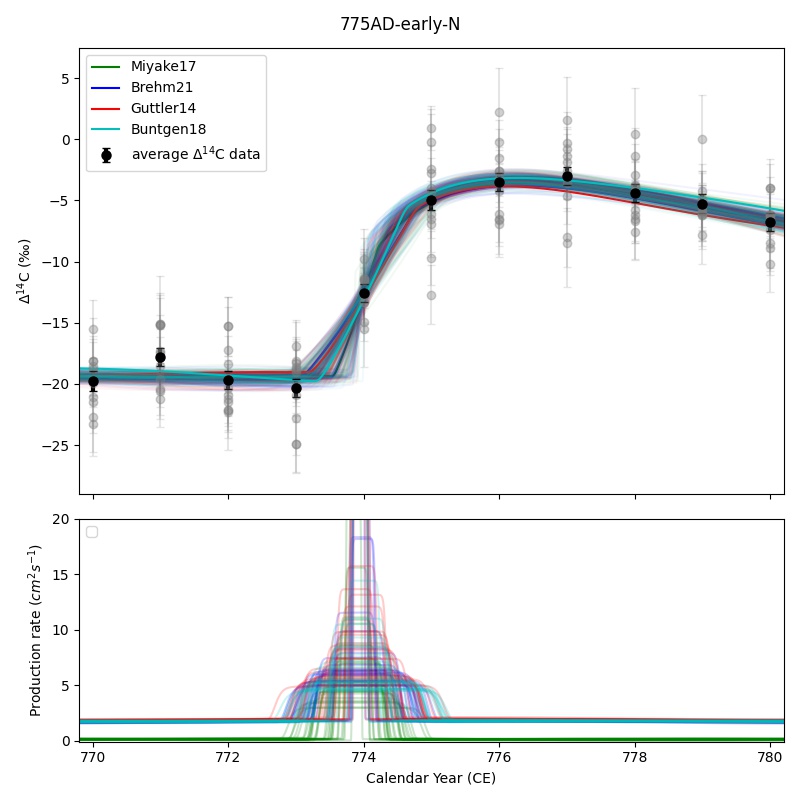 775AD-early-N
Miyake17
Brehm21
Guttler14
Buntgen18
average Δ¹⁴C data
Δ¹⁴C (‰)
5
0
−5
−10
−15
−20
−25
Production rate (cm²s⁻¹)
20
15
10
5
0
770
772
774
776
778
780
Calendar Year (CE)